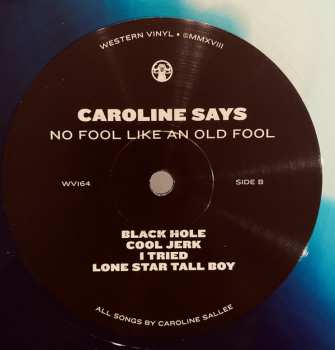 WESTERN VINYL • ©MMXVIII
CAROLINE SAYS
NO FOOL LIKE AN OLD FOOL
WV164
SIDE B
BLACK HOLE
COOL JERK
I TRIED
LONE STAR TALL BOY
ALL SONGS BY CAROLINE SALLEE